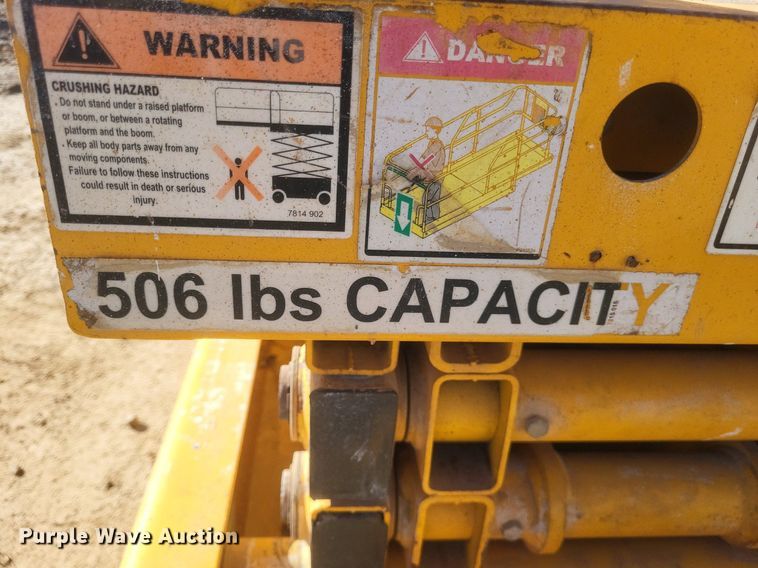 WARNING
CRUSHING HAZARD
. Do not stand under a raised platform
or boom, or between a rotating
platform and the boom.
. Keep all body parts away from any
moving components.
Failure to follow these instructions
could result in death or serious
injury.
7814 902
DANGER
506 lbs CAPACITY
Purple Wave Auction